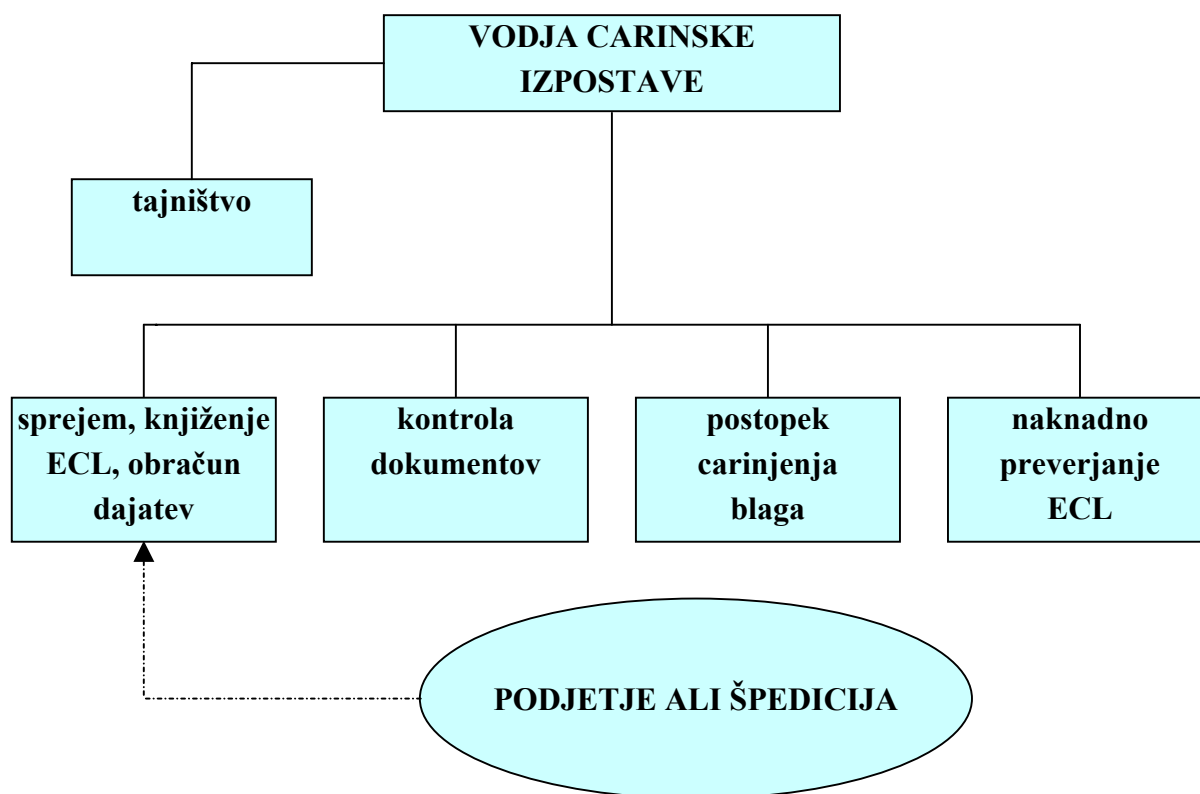 VODJA CARINSKE
IZPOSTAVE
tajništvo
sprejem, knjiženje
ECL, obračun
dajatev
kontrola
dokumentov
postopek
carinjenja
blaga
naknadno
preverjanje
ECL
PODJETJE ALI ŠPEDICIJA